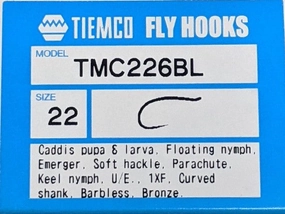 TIEMCO FLY HOOKS
MODEL
TMC226BL
SIZE
22
Caddis pupa & larva. Floating nymph.
Emerger. Soft hackle. Parachute.
Keel nymph. U/E.. 1XF. Curved
shank. Barbless. Bronze.